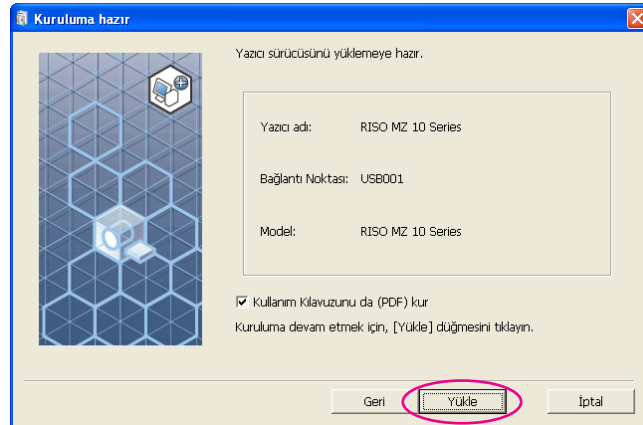 Kuruluma hazır
Yazıcı sürücüsünü yüklemeye hazır.
Yazıcı adı: RISO MZ 10 Series
Bağlantı Noktası: USB001
Model: RISO MZ 10 Series
Kullanım Kılavuzunu da (PDF) kur
Kuruluma devam etmek için, [Yükle] düğmesini tıklayın.
Geri Yükle İptal